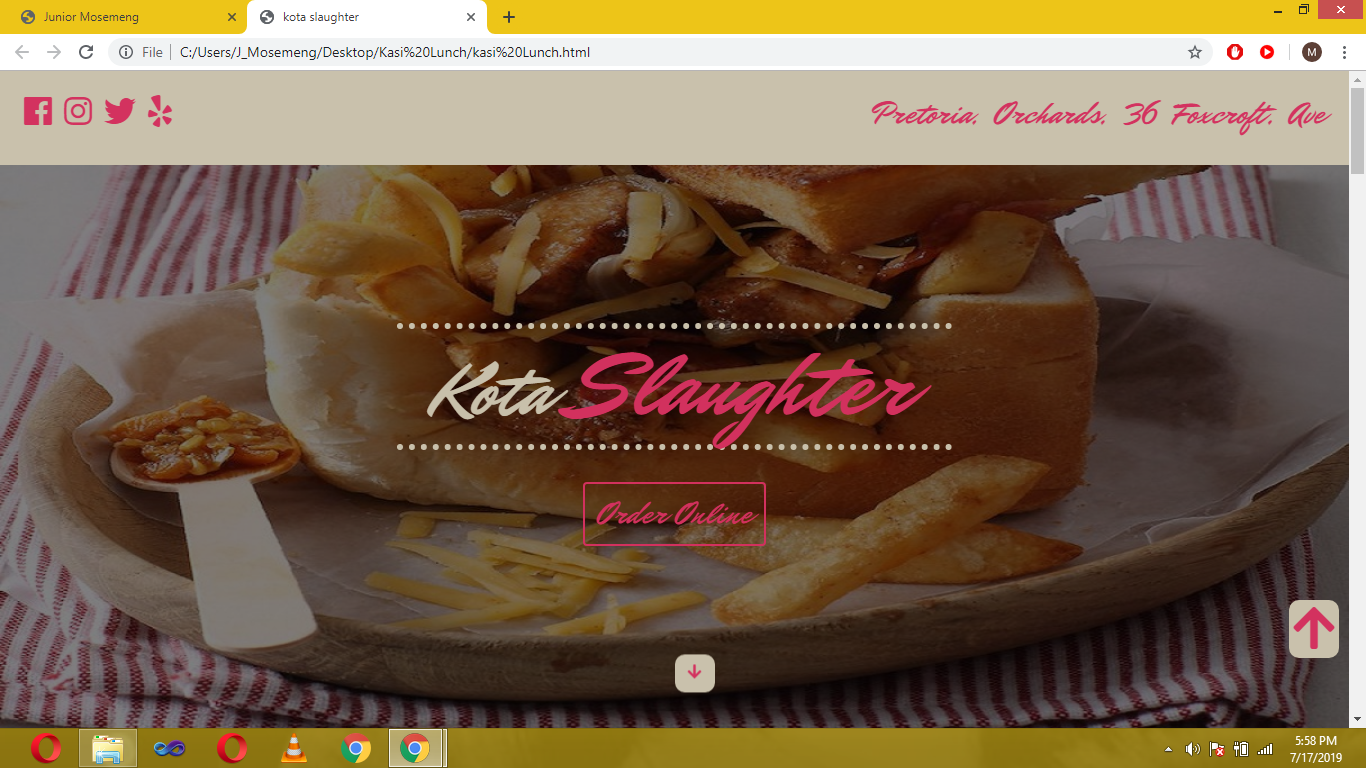 Junior Mosemeng
kota slaughter
File
C:/Users/J_Mosemeng/Desktop/Kasi%20Lunch/kasi%20Lunch.html
M
Pretoria, Orchards, 36 Foxcroft, Ave
Kota Slaughter
Order Online
5:58 PM
7/17/2019